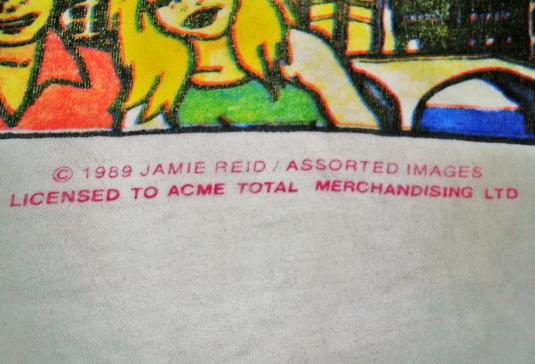 © 1989 JAMIE REID / ASSORTED IMAGES
LICENSED TO ACME TOTAL MERCHANDISING LTD